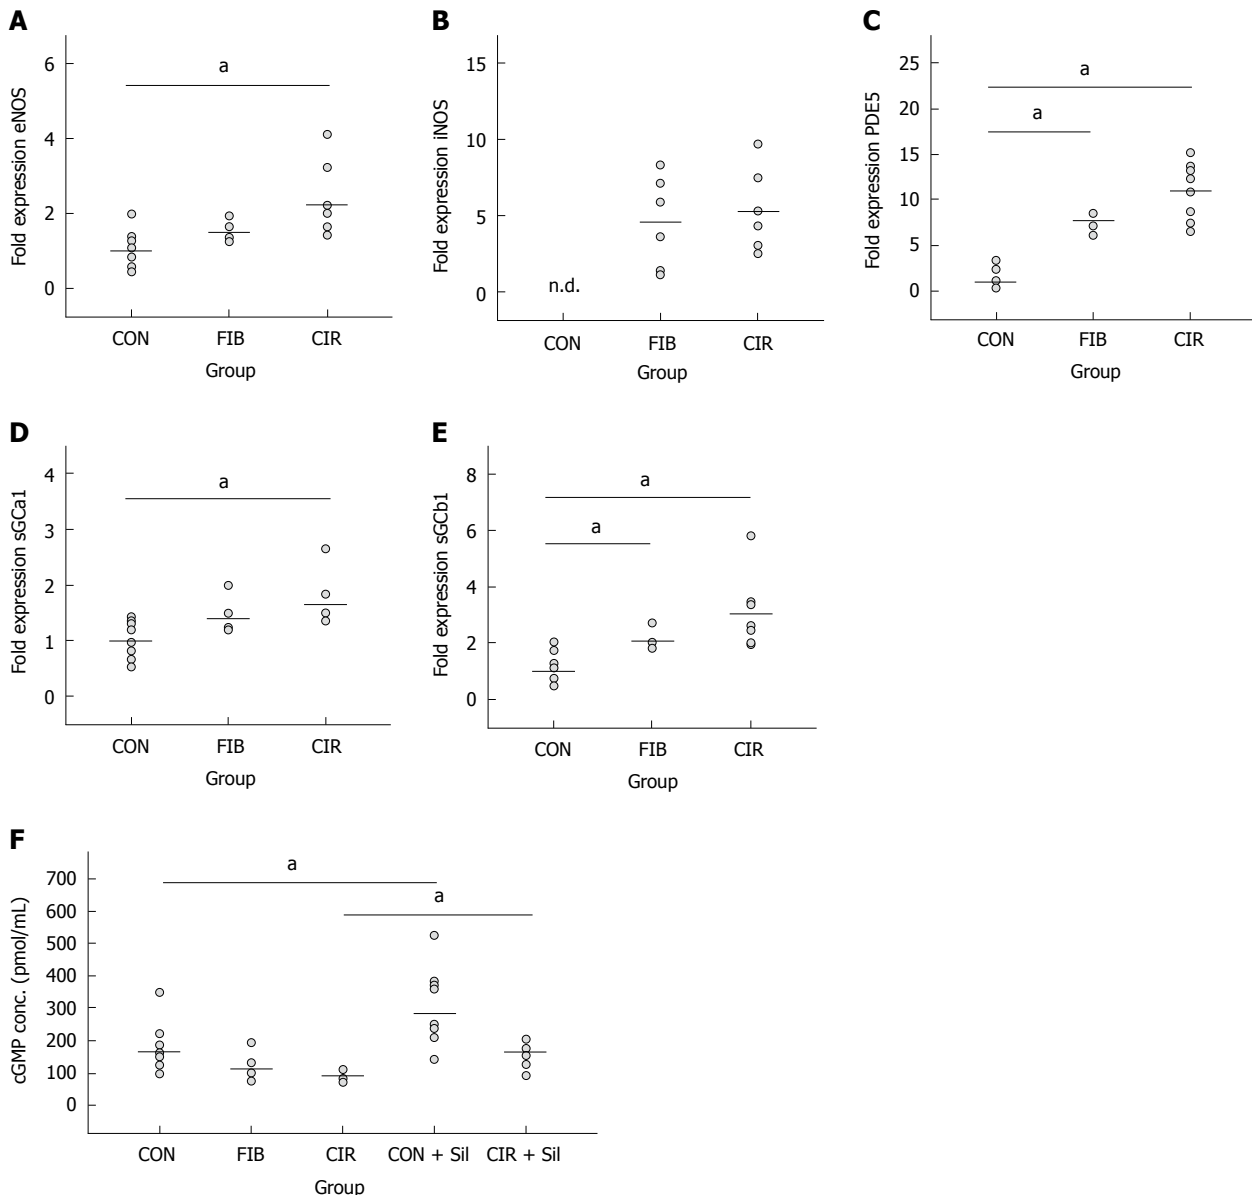 A
Fold expression eNOS
6
4
2
0
a
CON
FIB
CIR
Group
B
Fold expression iNOS
15
10
5
0
n.d.
CON
FIB
CIR
Group
C
Fold expression PDE5
25
20
15
10
5
0
a
a
CON
FIB
CIR
Group
D
Fold expression sGCa1
4
3
2
1
0
a
CON
FIB
CIR
Group
E
Fold expression sGCb1
8
6
4
2
0
a
a
CON
FIB
CIR
Group
F
cGMP conc. (pmol/mL)
700
600
500
400
300
200
100
0
a
a
CON
FIB
CIR
CON + Sil
CIR + Sil
Group